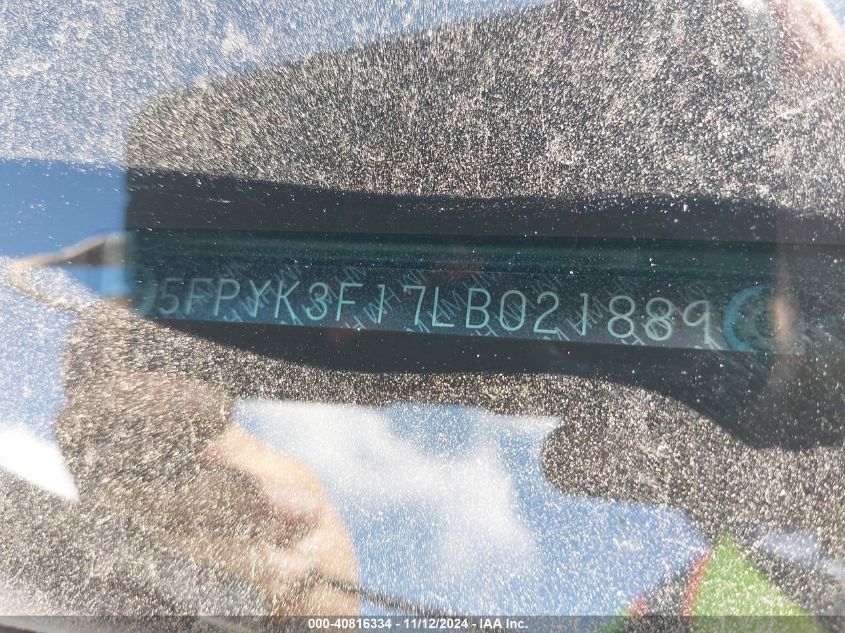 5FPYK3F17LB021889
000-40816334 - 11/12/2024 - IAA Inc.